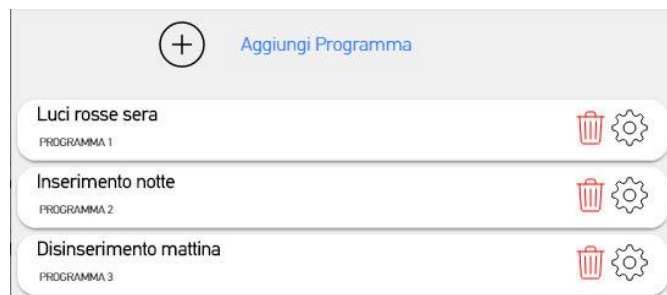 Aggiungi Programma
Luci rosse sera
PROGRAMMA 1
Inserimento notte
PROGRAMMA 2
Disinserimento mattina
PROGRAMMA 3